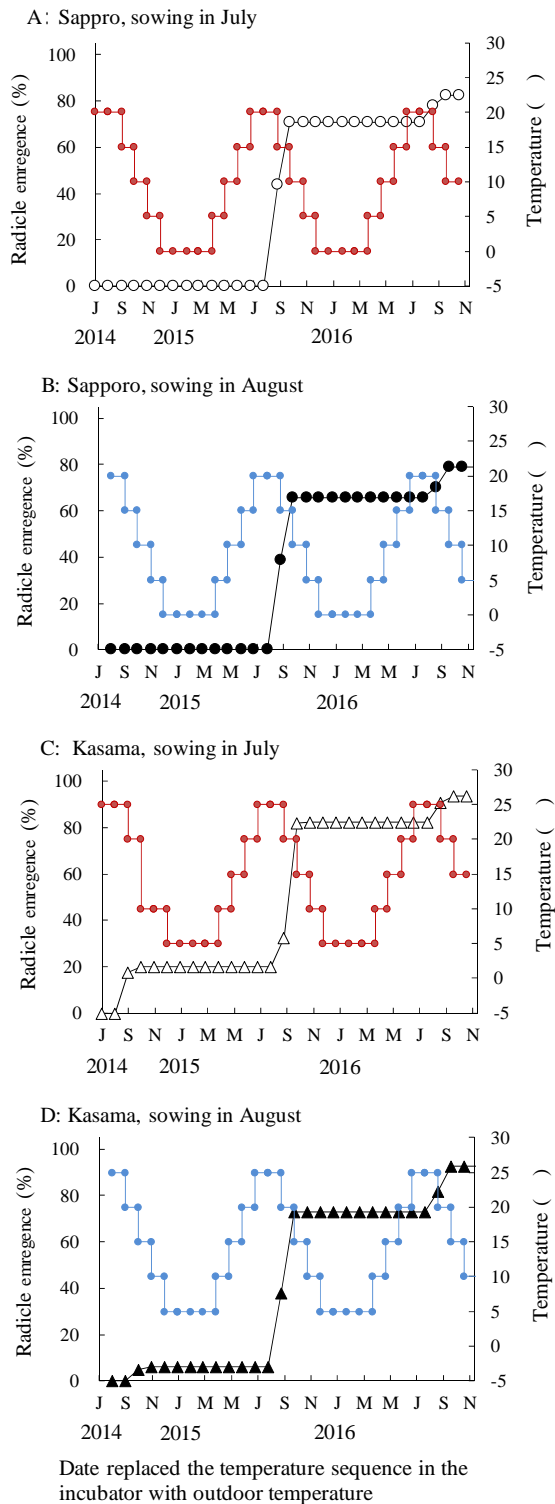 A: Sappro, sowing in July
Radicle emregence (%)
Temperature ( )
100
80
60
40
20
0
30
25
20
15
10
5
0
-5
J S N J M M J S N J M M J S N
2014 2015 2016
B: Sapporo, sowing in August
Radicle emregence (%)
Temperature ( )
100
80
60
40
20
0
30
25
20
15
10
5
0
-5
J S N J M M J S N J M M J S N
2014 2015 2016
C: Kasama, sowing in July
Radicle emregence (%)
Temperature ( )
100
80
60
40
20
0
30
25
20
15
10
5
0
-5
J S N J M M J S N J M M J S N
2014 2015 2016
D: Kasama, sowing in August
Radicle emregence (%)
Temperature ( )
100
80
60
40
20
0
30
25
20
15
10
5
0
-5
J S N J M M J S N J M M J S N
2014 2015 2016
Date replaced the temperature sequence in the
incubator with outdoor temperature